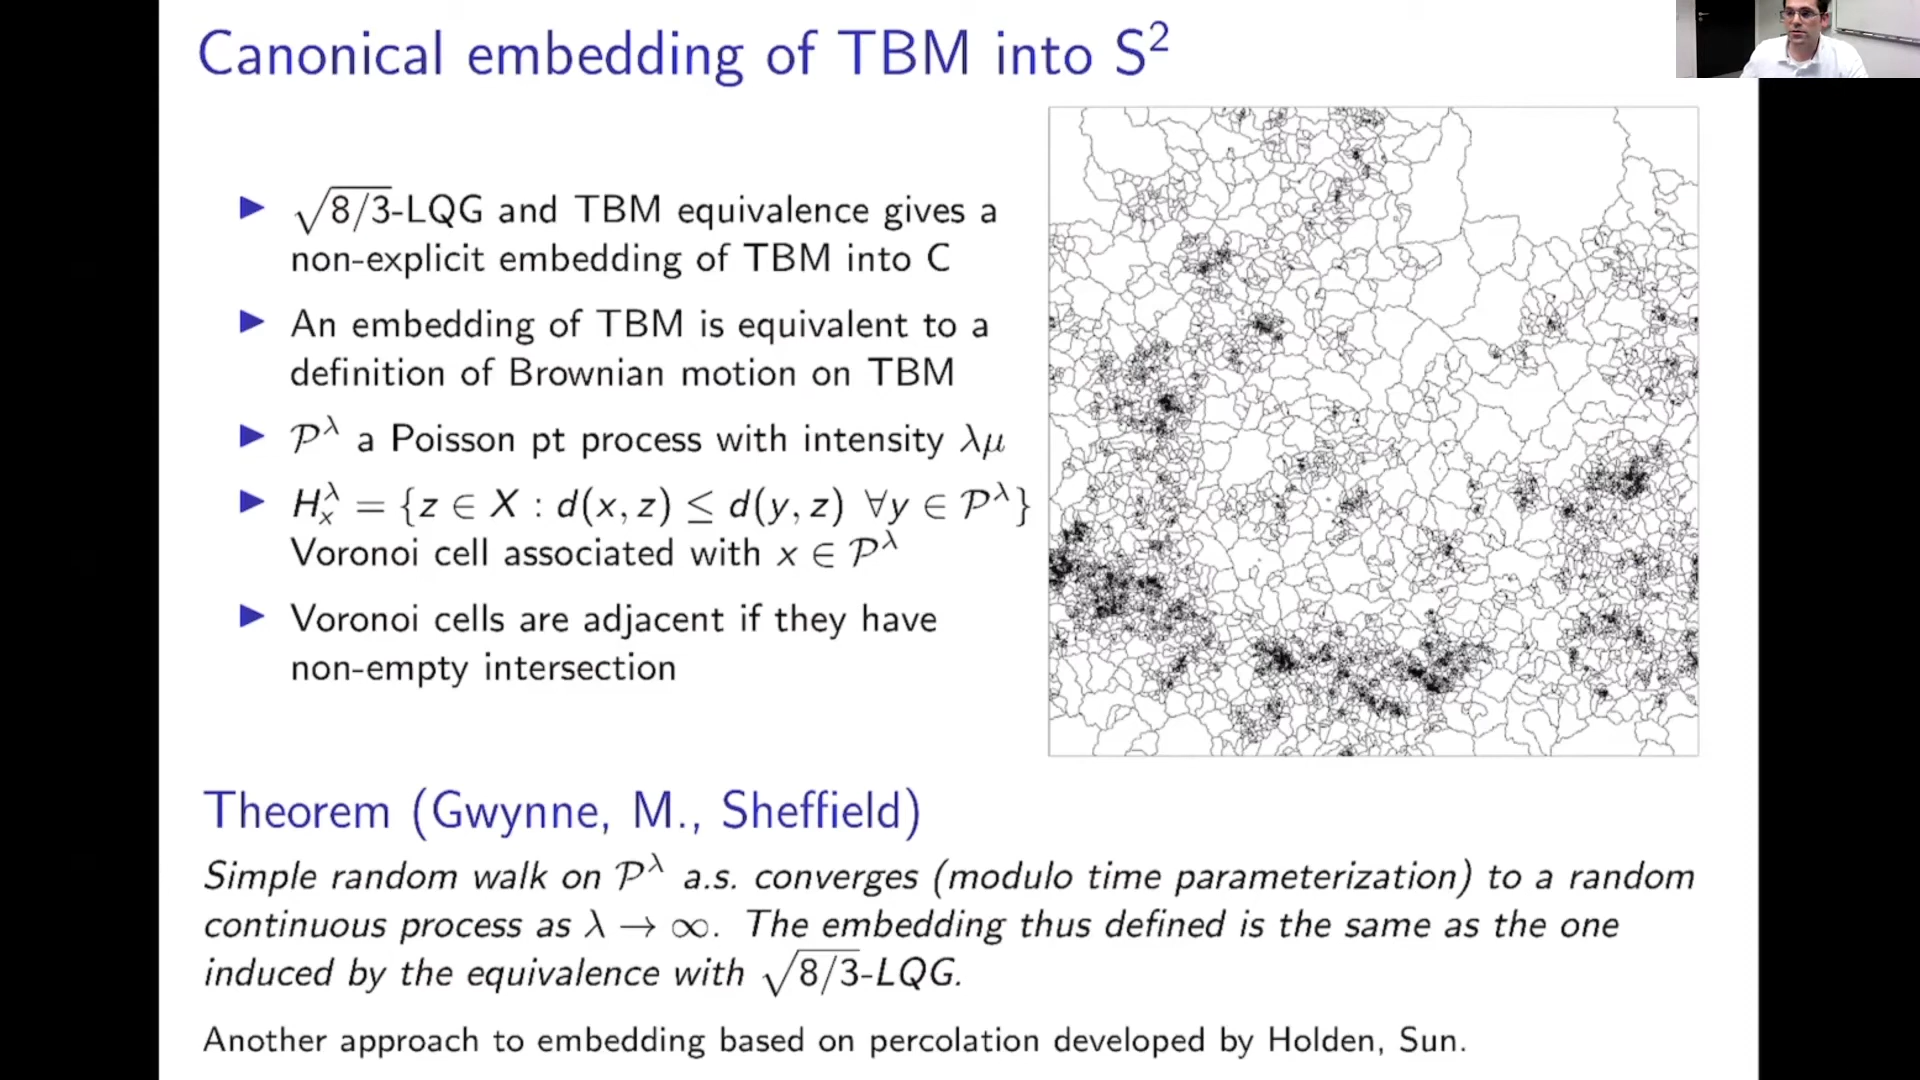 Canonical embedding of TBM into S²
▶ √8/3-LQG and TBM equivalence gives a
non-explicit embedding of TBM into C
▶ An embedding of TBM is equivalent to a
definition of Brownian motion on TBM
▶ 𝒫^λ a Poisson pt process with intensity λμ
▶ H_x^λ = {z ∈ X : d(x, z) ≤ d(y, z) ∀y ∈ 𝒫^λ}
Voronoi cell associated with x ∈ 𝒫^λ
▶ Voronoi cells are adjacent if they have
non-empty intersection
Theorem (Gwynne, M., Sheffield)
Simple random walk on 𝒫^λ a.s. converges (modulo time parameterization) to a random
continuous process as λ → ∞. The embedding thus defined is the same as the one
induced by the equivalence with √8/3-LQG.
Another approach to embedding based on percolation developed by Holden, Sun.